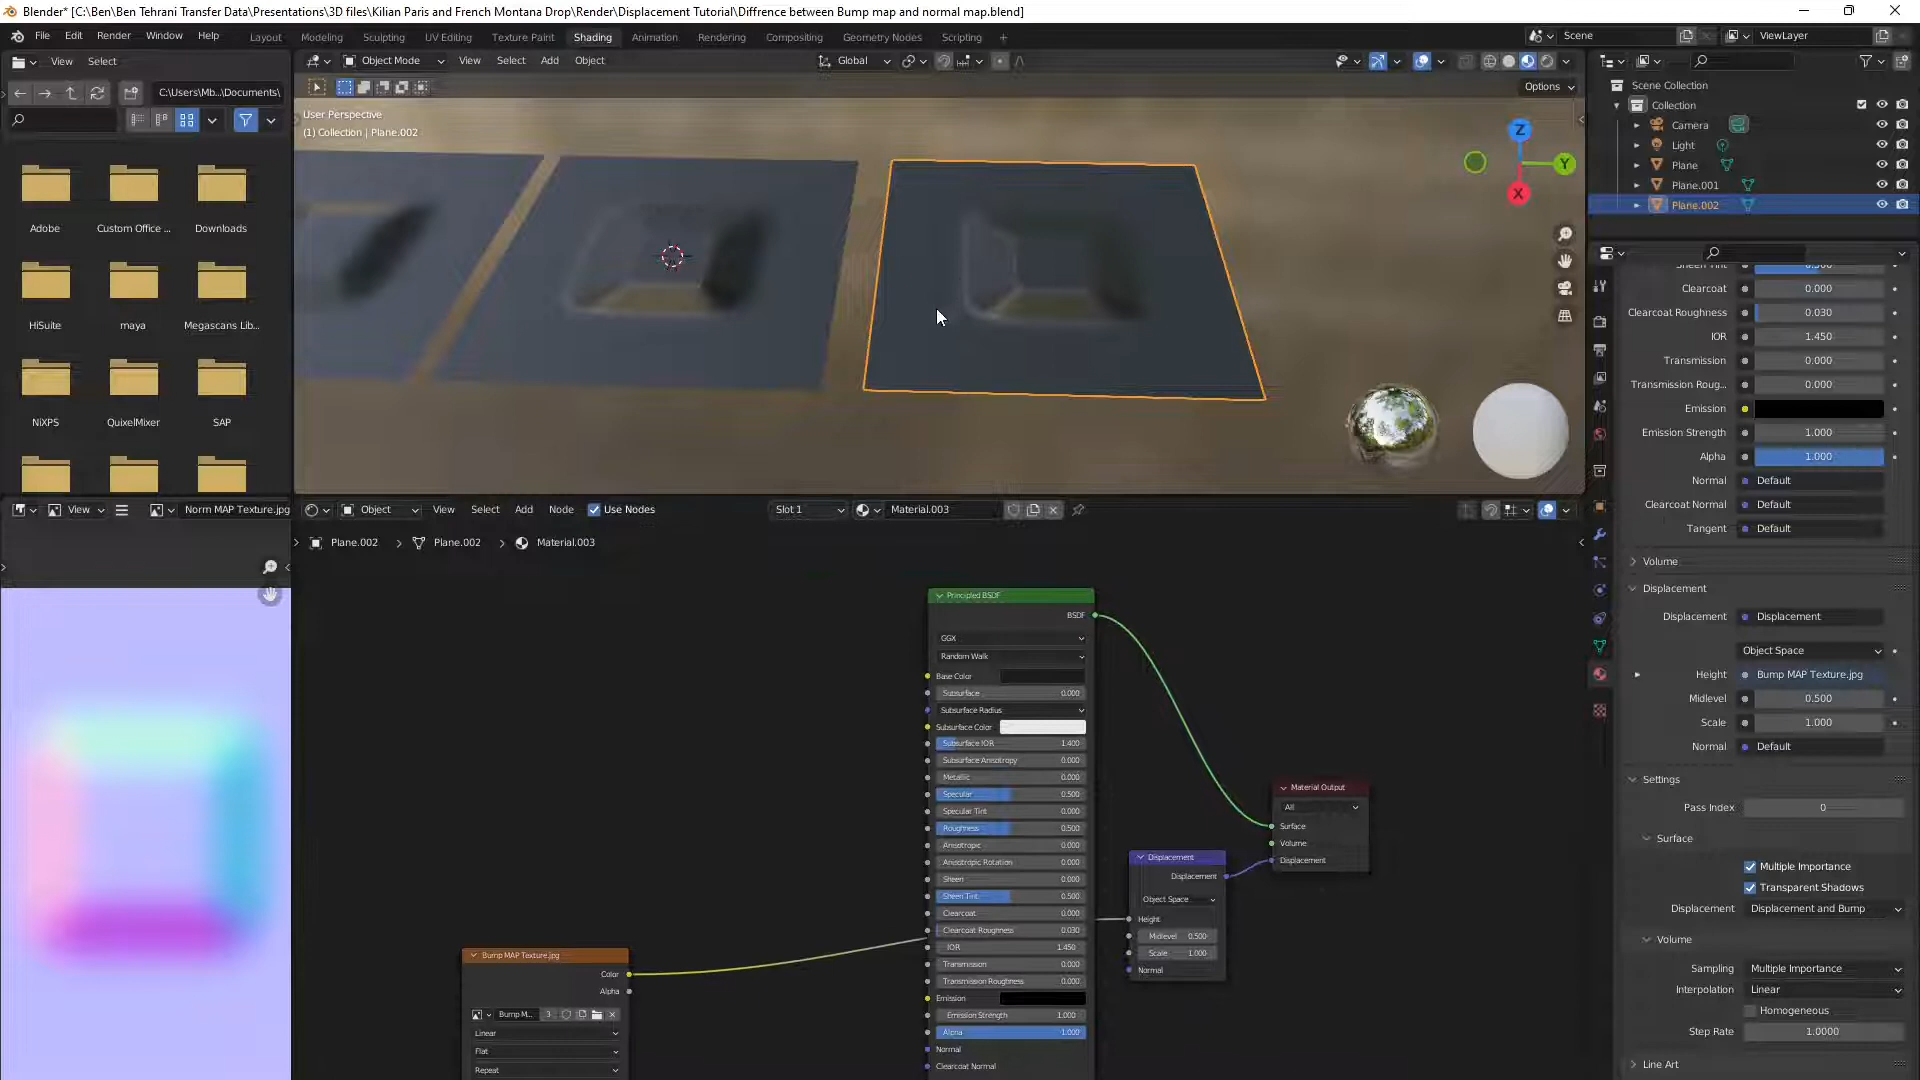 Blender* [C:\Ben\Ben Tehrani Transfer Data\Presentations\3D files\Kilian Paris and French Montana Drop\Render\Displacement Tutorial\Diffrence between Bump map and normal map.blend]
File Edit Render Window Help
Layout Modeling Sculpting UV Editing Texture Paint Shading Animation Rendering Compositing Geometry Nodes Scripting +
Scene
ViewLayer
View Select
Object Mode View Select Add Object
Global
Options
C:\Users\Mb...\Documents\
Adobe
Custom Office ...
Downloads
HiSuite
maya
Megascans Lib...
NiXPS
QuixelMixer
SAP
User Perspective
(1) Collection | Plane.002
Z
Y
X
Scene Collection
Collection
Camera
Light
Plane
Plane.001
Plane.002
Clearcoat 0.000
Clearcoat Roughness 0.030
IOR 1.450
Transmission 0.000
Transmission Roug... 0.000
Emission
Emission Strength 1.000
Alpha 1.000
Normal Default
Clearcoat Normal Default
Tangent Default
Volume
Displacement
Displacement Displacement
Object Space
Height Bump MAP Texture.jpg
Midlevel 0.500
Scale 1.000
Normal Default
Settings
Pass Index 0
Surface
Multiple Importance
Transparent Shadows
Displacement Displacement and Bump
Volume
Sampling Multiple Importance
Interpolation Linear
Homogeneous
Step Rate 1.0000
Line Art
View
Norm MAP Texture.jpg
Object View Select Add Node Use Nodes
Slot 1
Material.003
Plane.002 > Plane.002 > Material.003
Principled BSDF
BSDF
GGX
Random Walk
Base Color
Subsurface 0.000
Subsurface Radius
Subsurface Color
Subsurface IOR 1.400
Subsurface Anisotropy 0.000
Metallic 0.000
Specular 0.500
Specular Tint 0.000
Roughness 0.500
Anisotropic 0.000
Anisotropic Rotation 0.000
Sheen 0.000
Sheen Tint 0.500
Clearcoat 0.000
Clearcoat Roughness 0.030
IOR 1.450
Transmission 0.000
Transmission Roughness 0.000
Emission
Emission Strength 1.000
Alpha 1.000
Normal
Clearcoat Normal
Material Output
All
Surface
Volume
Displacement
Displacement
Displacement
Object Space
Height
Midlevel 0.500
Scale 1.000
Normal
Bump MAP Texture.jpg
Color
Alpha
Bump M... 3
Linear
Flat
Repeat